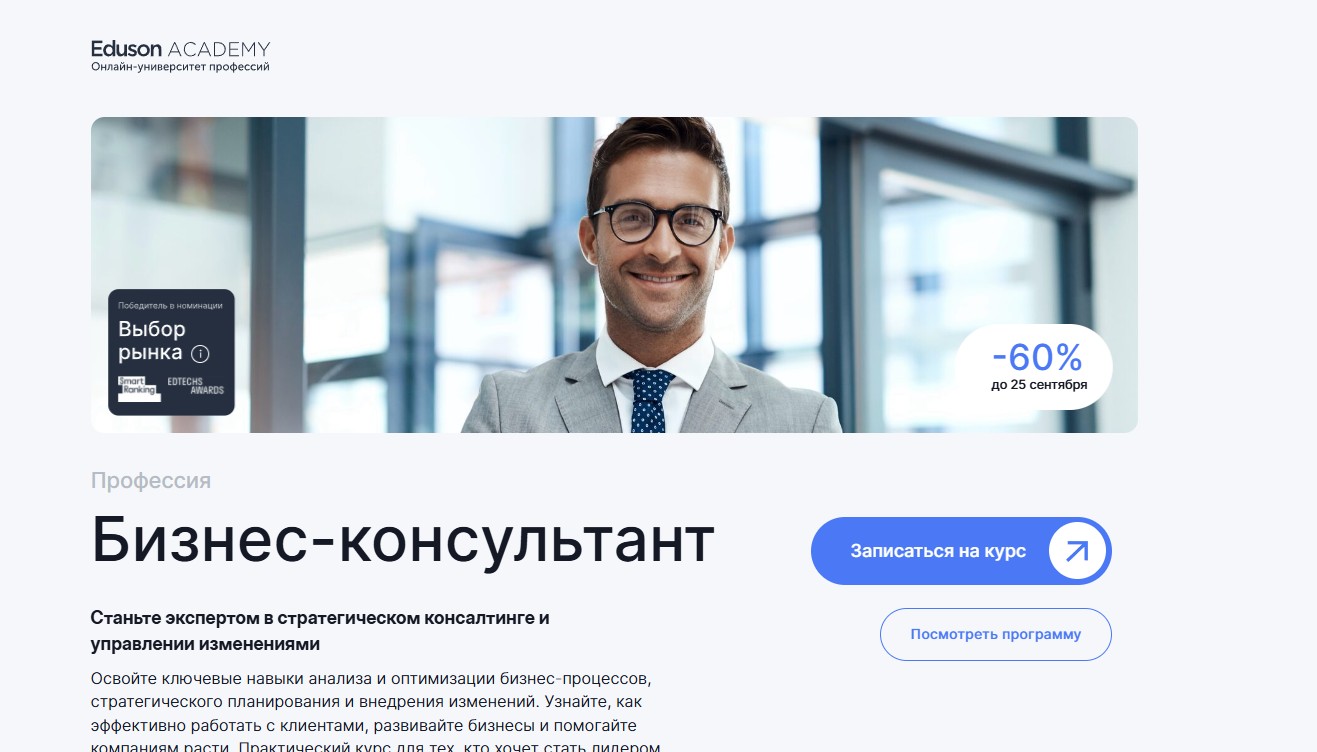 Eduson ACADEMY
Онлайн-университет профессий
Победитель в номинации
Выбор
рынка i
Smart
Ranking
EDTECHS
AWARDS
-60%
до 25 сентября
Профессия
Бизнес-консультант
Записаться на курс
Станьте экспертом в стратегическом консалтинге и
управлении изменениями
Посмотреть программу
Освойте ключевые навыки анализа и оптимизации бизнес-процессов,
стратегического планирования и внедрения изменений. Узнайте, как
эффективно работать с клиентами, развивайте бизнесы и помогайте
компаниям расти. Практический курс для тех, кто хочет стать лидером